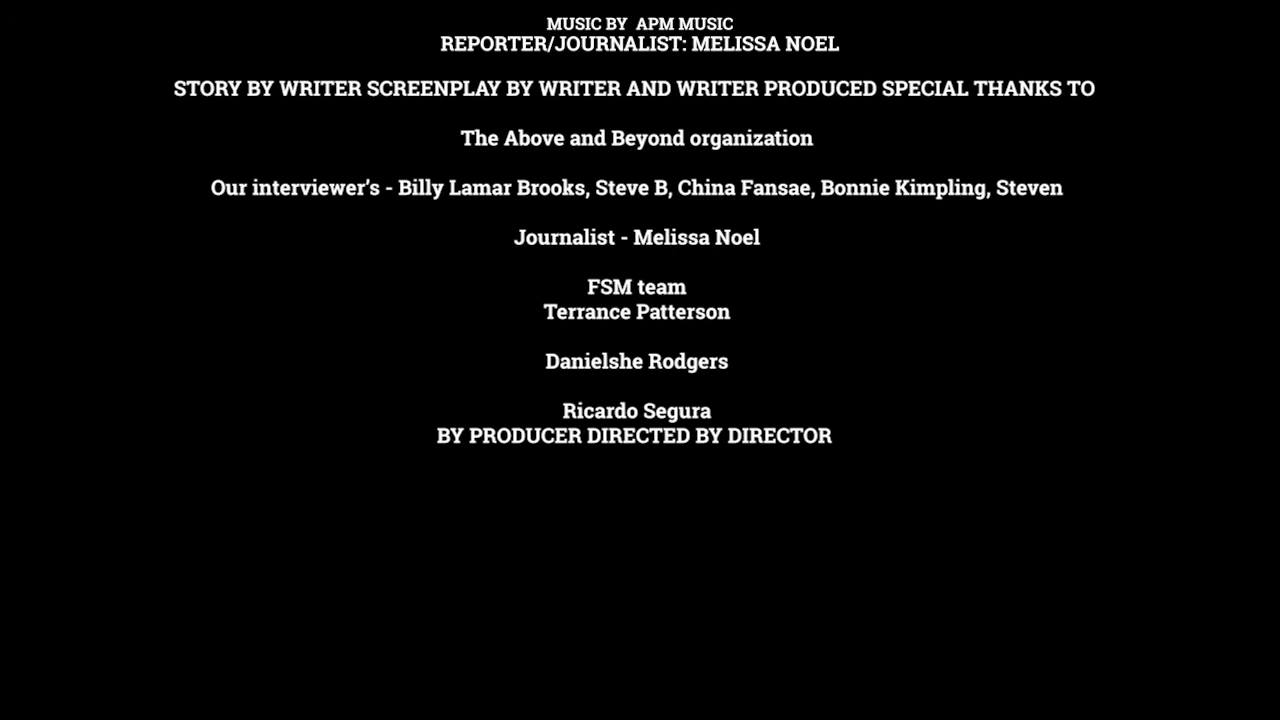 MUSIC BY  APM MUSIC
REPORTER/JOURNALIST: MELISSA NOEL
STORY BY WRITER SCREENPLAY BY WRITER AND WRITER PRODUCED SPECIAL THANKS TO
The Above and Beyond organization
Our interviewer’s - Billy Lamar Brooks, Steve B, China Fansae, Bonnie Kimpling, Steven
Journalist - Melissa Noel
FSM team
Terrance Patterson
Danielshe Rodgers
Ricardo Segura
BY PRODUCER DIRECTED BY DIRECTOR